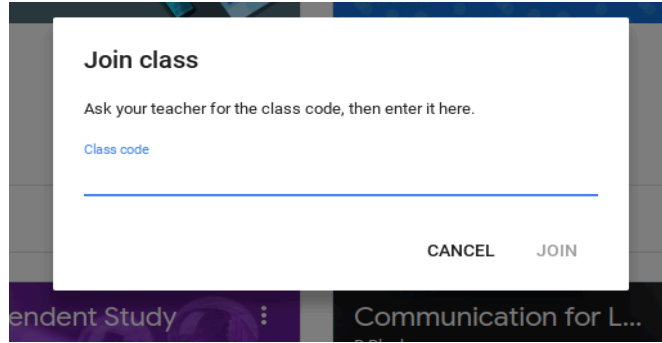 Join class
Ask your teacher for the class code, then enter it here.
Class code
CANCEL JOIN
endent Study
Communication for L...